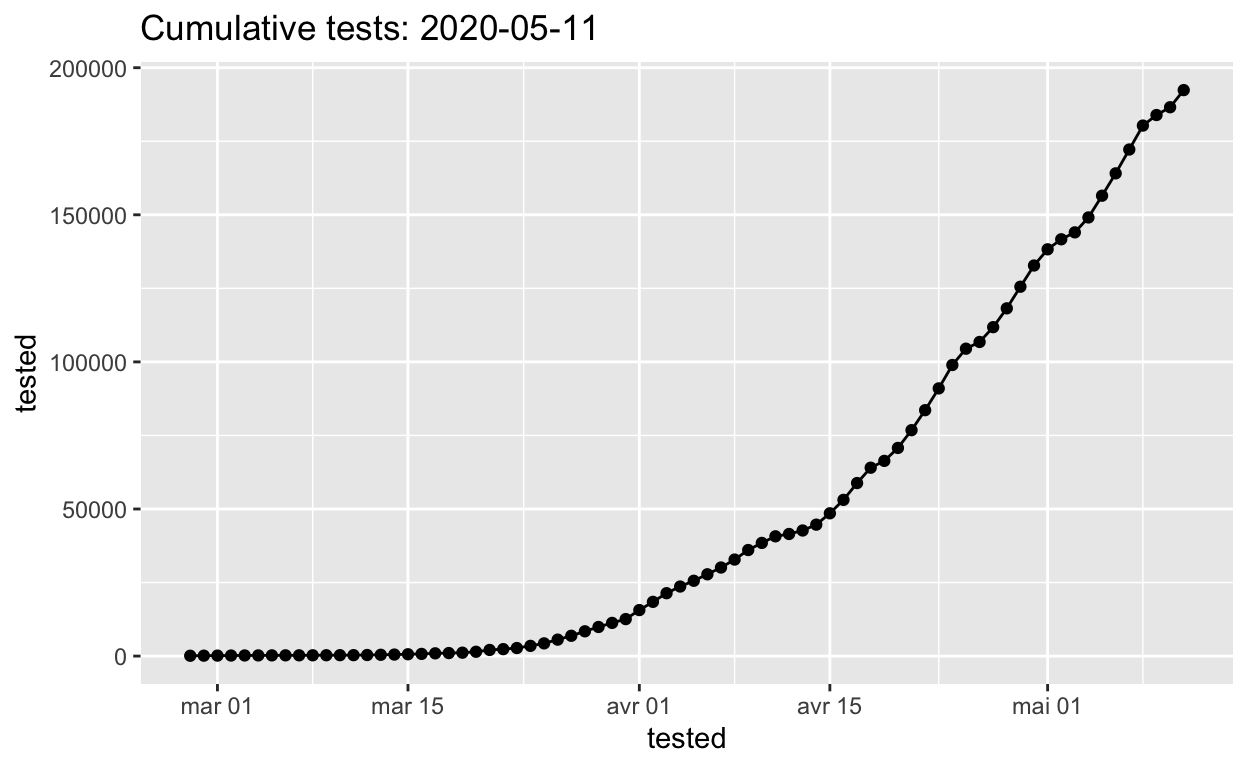 Cumulative tests: 2020-05-11
200000
150000
100000
50000
0
tested
mar 01 mar 15 avr 01 avr 15 mai 01
tested